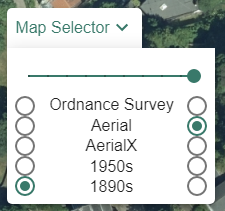 Map Selector
Ordnance Survey
Aerial
AerialX
1950s
1890s